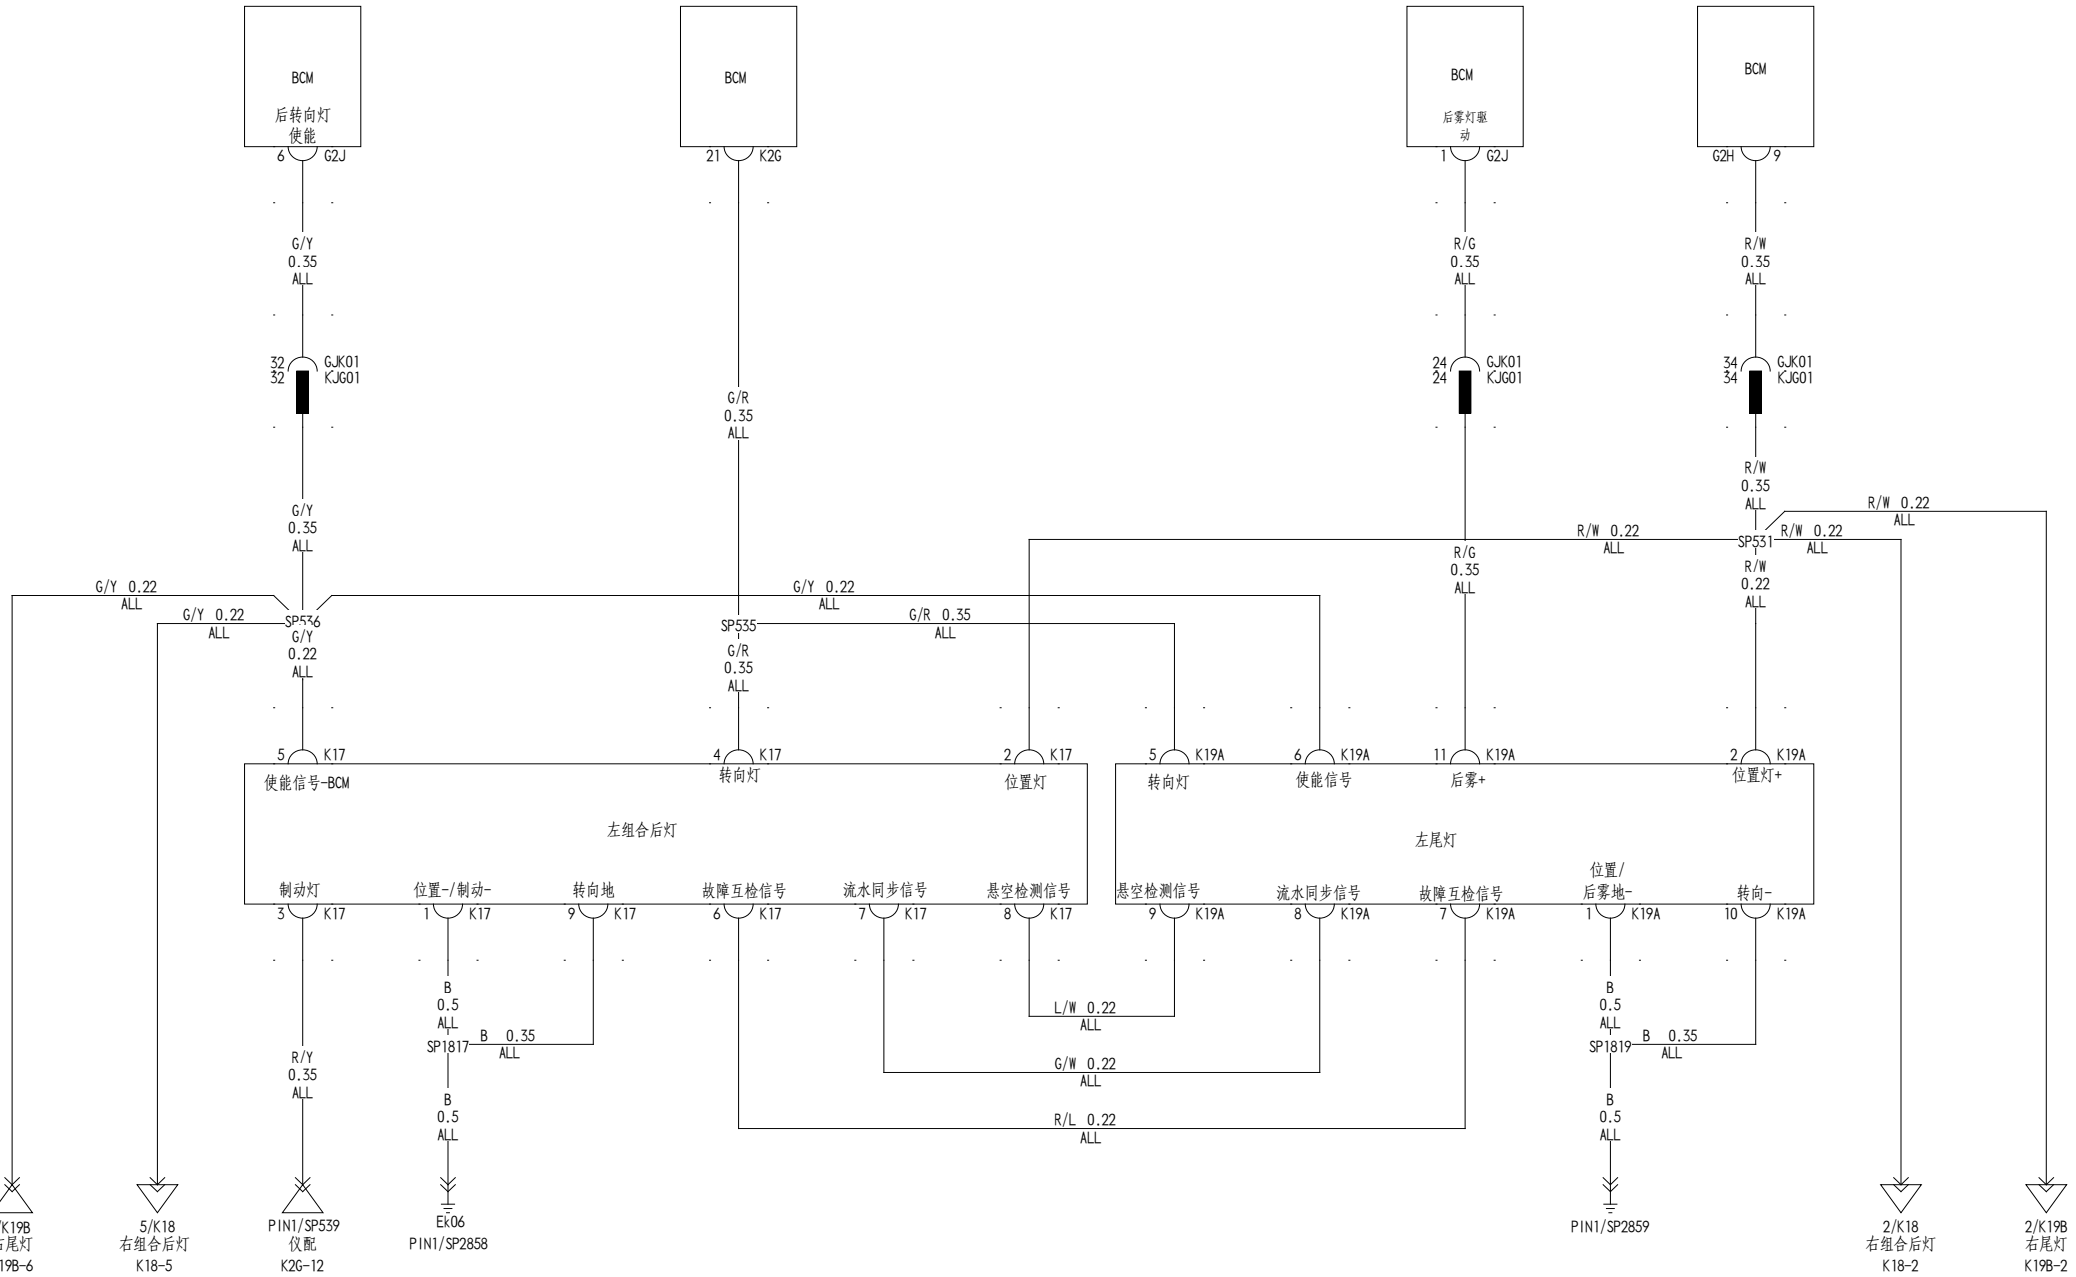 BCM
后转向灯
使能
6 G2J
BCM
21 K2G
BCM
后雾灯驱
动
1 G2J
BCM
G2H 9
G/Y
0.35
ALL
R/G
0.35
ALL
R/W
0.35
ALL
32 GJK01
32 KJG01
24 GJK01
24 KJG01
34 GJK01
34 KJG01
G/R
0.35
ALL
R/W
0.35
ALL
G/Y
0.35
ALL
R/W 0.22
ALL
R/W 0.22
ALL
SP531
R/W 0.22
ALL
R/G
0.35
ALL
R/W
0.22
ALL
G/Y 0.22
ALL
G/Y 0.22
ALL
SP536
G/Y
0.22
ALL
G/Y 0.22
ALL
SP535
G/R 0.35
ALL
G/R
0.35
ALL
5 K17
使能信号-BCM
4 K17
转向灯
2 K17
位置灯
5 K19A
转向灯
6 K19A
使能信号
11 K19A
后雾+
2 K19A
位置灯+
左组合后灯
左尾灯
制动灯
3 K17
位置-/制动-
1 K17
转向地
9 K17
故障互检信号
6 K17
流水同步信号
7 K17
悬空检测信号
8 K17
悬空检测信号
9 K19A
流水同步信号
8 K19A
故障互检信号
7 K19A
位置/
后雾地-
1 K19A
转向-
10 K19A
B
0.5
ALL
SP1817
B 0.35
ALL
L/W 0.22
ALL
B
0.5
ALL
SP1819
B 0.35
ALL
R/Y
0.35
ALL
G/W 0.22
ALL
B
0.5
ALL
R/L 0.22
ALL
B
0.5
ALL
/K19B
尾灯
19B-6
5/K18
右组合后灯
K18-5
PIN1/SP539
仪配
K2G-12
Ek06
PIN1/SP2858
PIN1/SP2859
2/K18
右组合后灯
K18-2
2/K19B
右尾灯
K19B-2